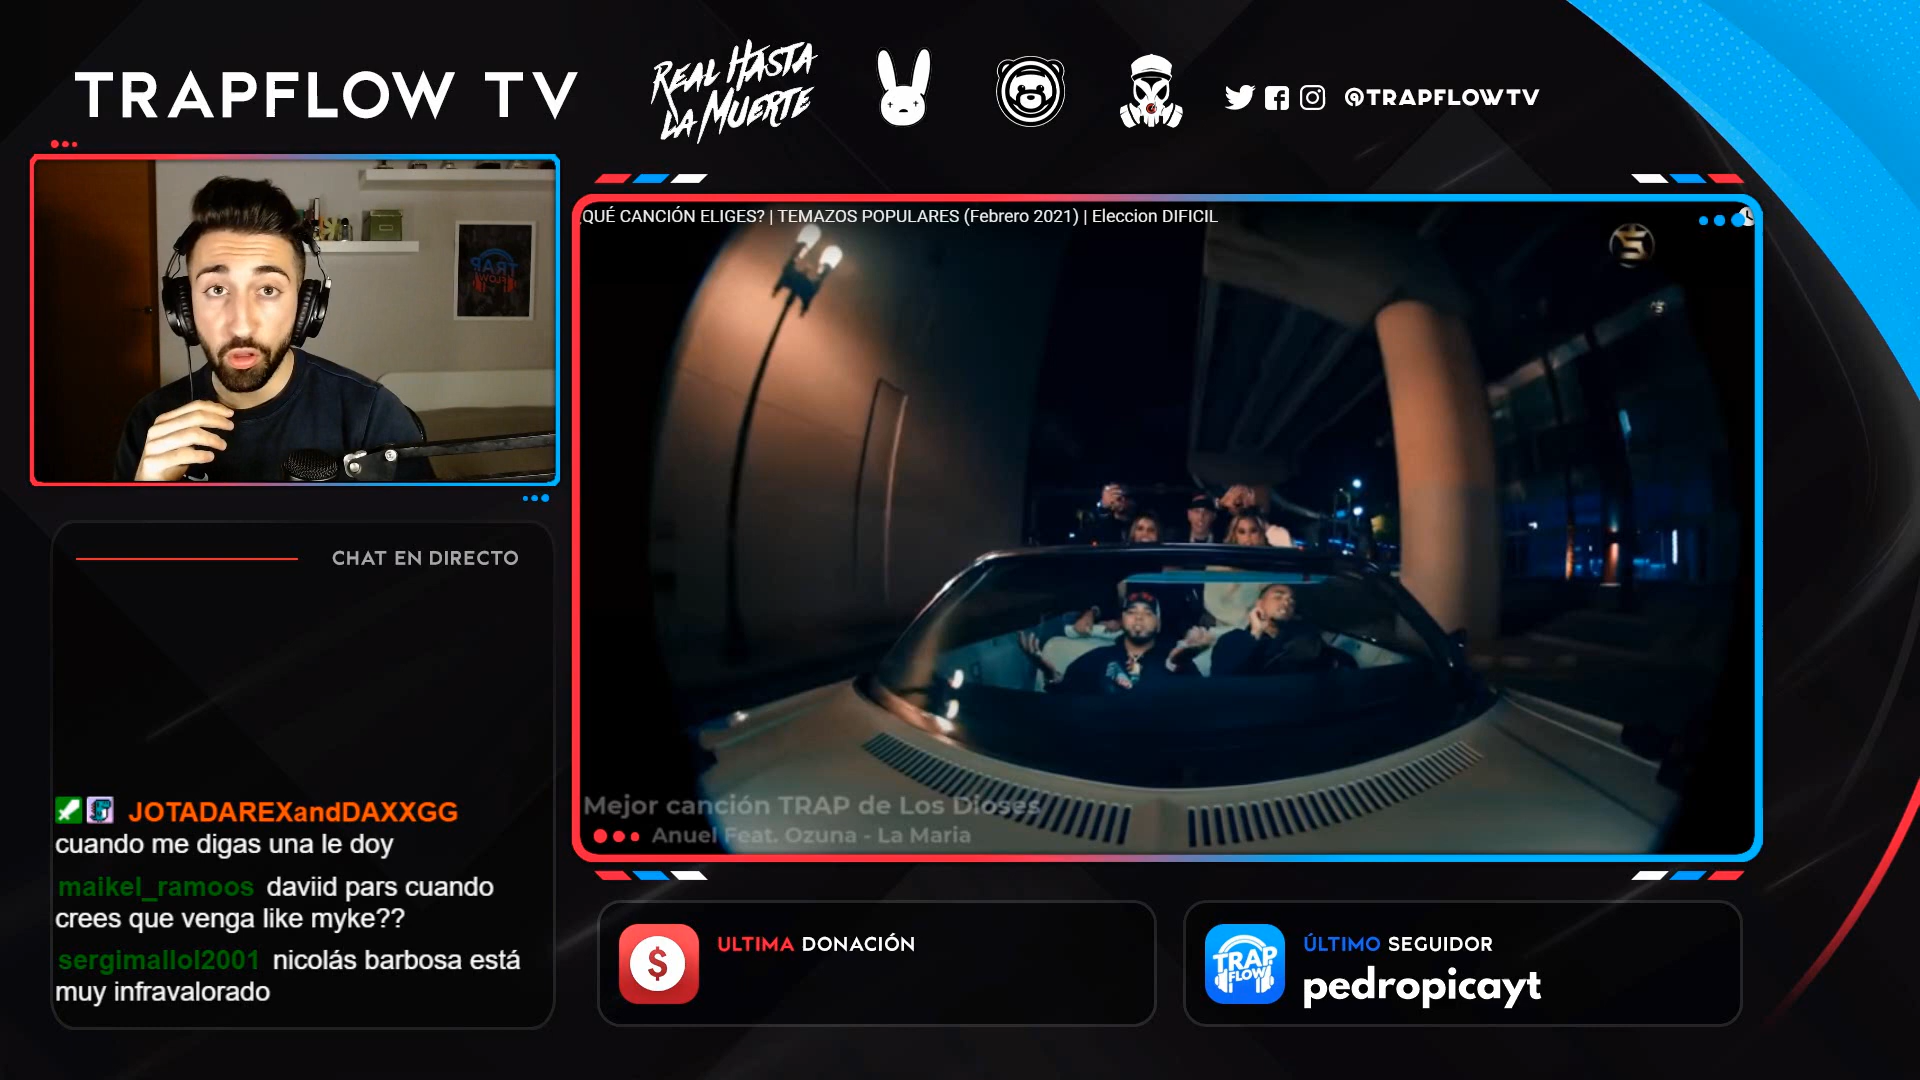 TRAPFLOW TV
REAL HASTA
LA MUERTE
@TRAPFLOWTV
QUÉ CANCIÓN ELIGES? | TEMAZOS POPULARES (Febrero 2021) | Eleccion DIFICIL
TRAP
FLOW
CHAT EN DIRECTO
JOTADAREXandDAXXGG
cuando me digas una le doy
maikel_ramoos daviid pars cuando
crees que venga like myke??
sergimallol2001 nicolás barbosa está
muy infravalorado
Mejor canción TRAP de Los Dioses
Anuel Feat. Ozuna - La Maria
$
ULTIMA DONACIÓN
TRAP
FLOW
ÚLTIMO SEGUIDOR
pedropicayt